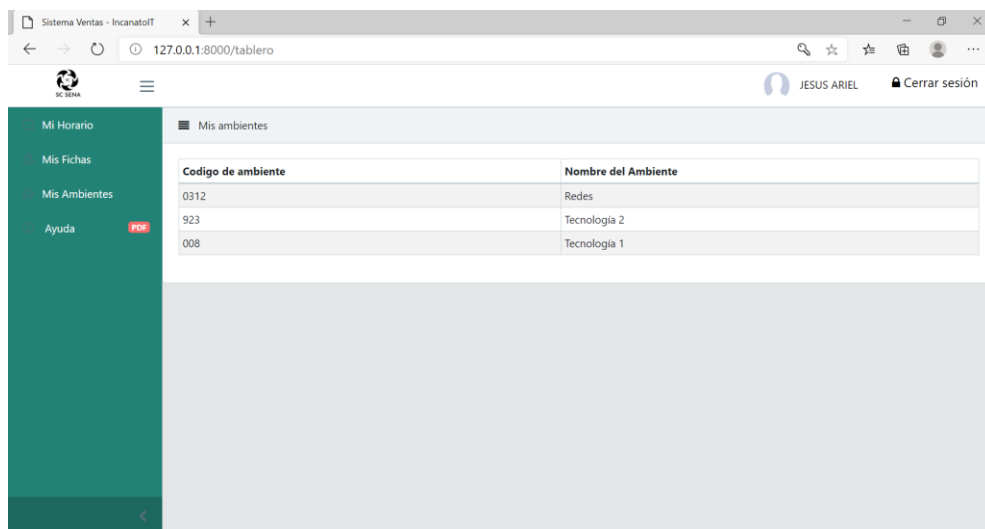 Sistema Ventas - IncanatoIT
127.0.0.1:8000/tablero
SC SENA
JESUS ARIEL
Cerrar sesión
Mi Horario
Mis ambientes
Mis Fichas
Codigo de ambiente Nombre del Ambiente
Mis Ambientes
0312 Redes
923 Tecnología 2
Ayuda PDF
008 Tecnología 1